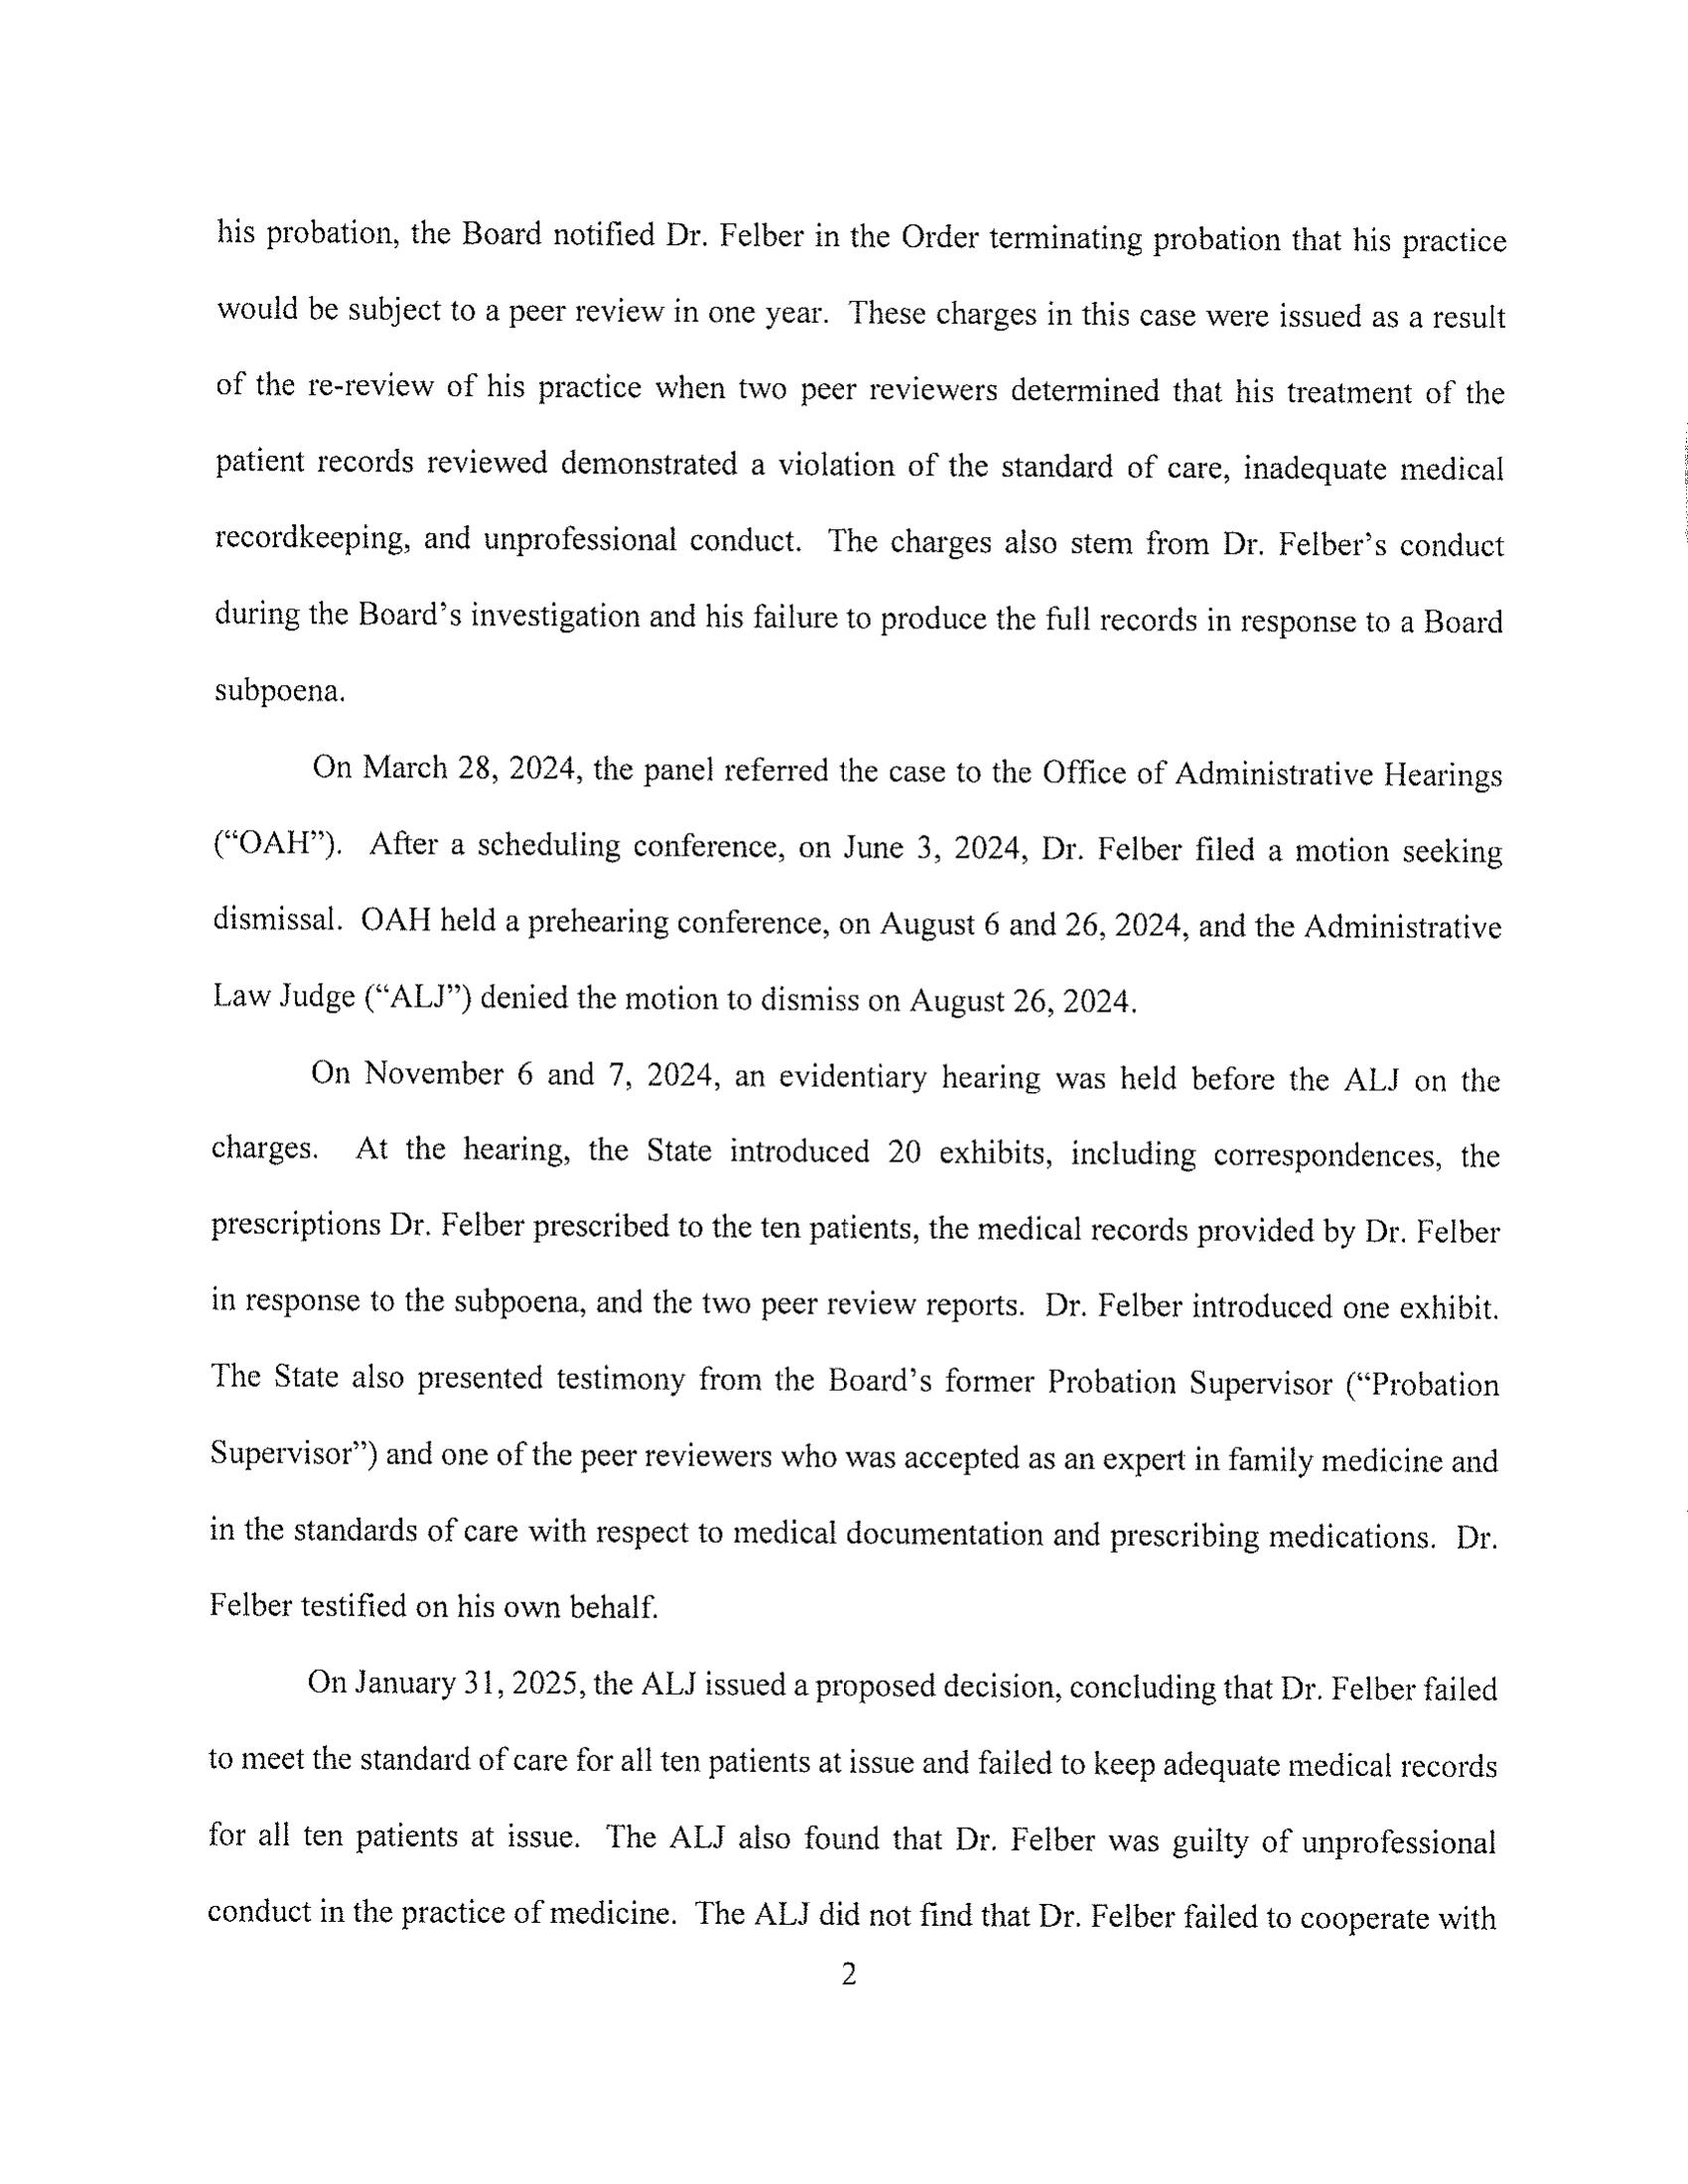 his probation, the Board notified Dr. Felber in the Order terminating probation that his practice
would be subject to a peer review in one year.  These charges in this case were issued as a result
of the re-review of his practice when two peer reviewers determined that his treatment of the
patient records reviewed demonstrated a violation of the standard of care, inadequate medical
recordkeeping, and unprofessional conduct.  The charges also stem from Dr. Felber’s conduct
during the Board’s investigation and his failure to produce the full records in response to a Board
subpoena.
On March 28, 2024, the panel referred the case to the Office of Administrative Hearings
(“OAH”).  After a scheduling conference, on June 3, 2024, Dr. Felber filed a motion seeking
dismissal.  OAH held a prehearing conference, on August 6 and 26, 2024, and the Administrative
Law Judge (“ALJ”) denied the motion to dismiss on August 26, 2024.
On November 6 and 7, 2024, an evidentiary hearing was held before the ALJ on the
charges.  At the hearing, the State introduced 20 exhibits, including correspondences, the
prescriptions Dr. Felber prescribed to the ten patients, the medical records provided by Dr. Felber
in response to the subpoena, and the two peer review reports.  Dr. Felber introduced one exhibit.
The State also presented testimony from the Board’s former Probation Supervisor (“Probation
Supervisor”) and one of the peer reviewers who was accepted as an expert in family medicine and
in the standards of care with respect to medical documentation and prescribing medications.  Dr.
Felber testified on his own behalf.
On January 31, 2025, the ALJ issued a proposed decision, concluding that Dr. Felber failed
to meet the standard of care for all ten patients at issue and failed to keep adequate medical records
for all ten patients at issue.  The ALJ also found that Dr. Felber was guilty of unprofessional
conduct in the practice of medicine.  The ALJ did not find that Dr. Felber failed to cooperate with
2